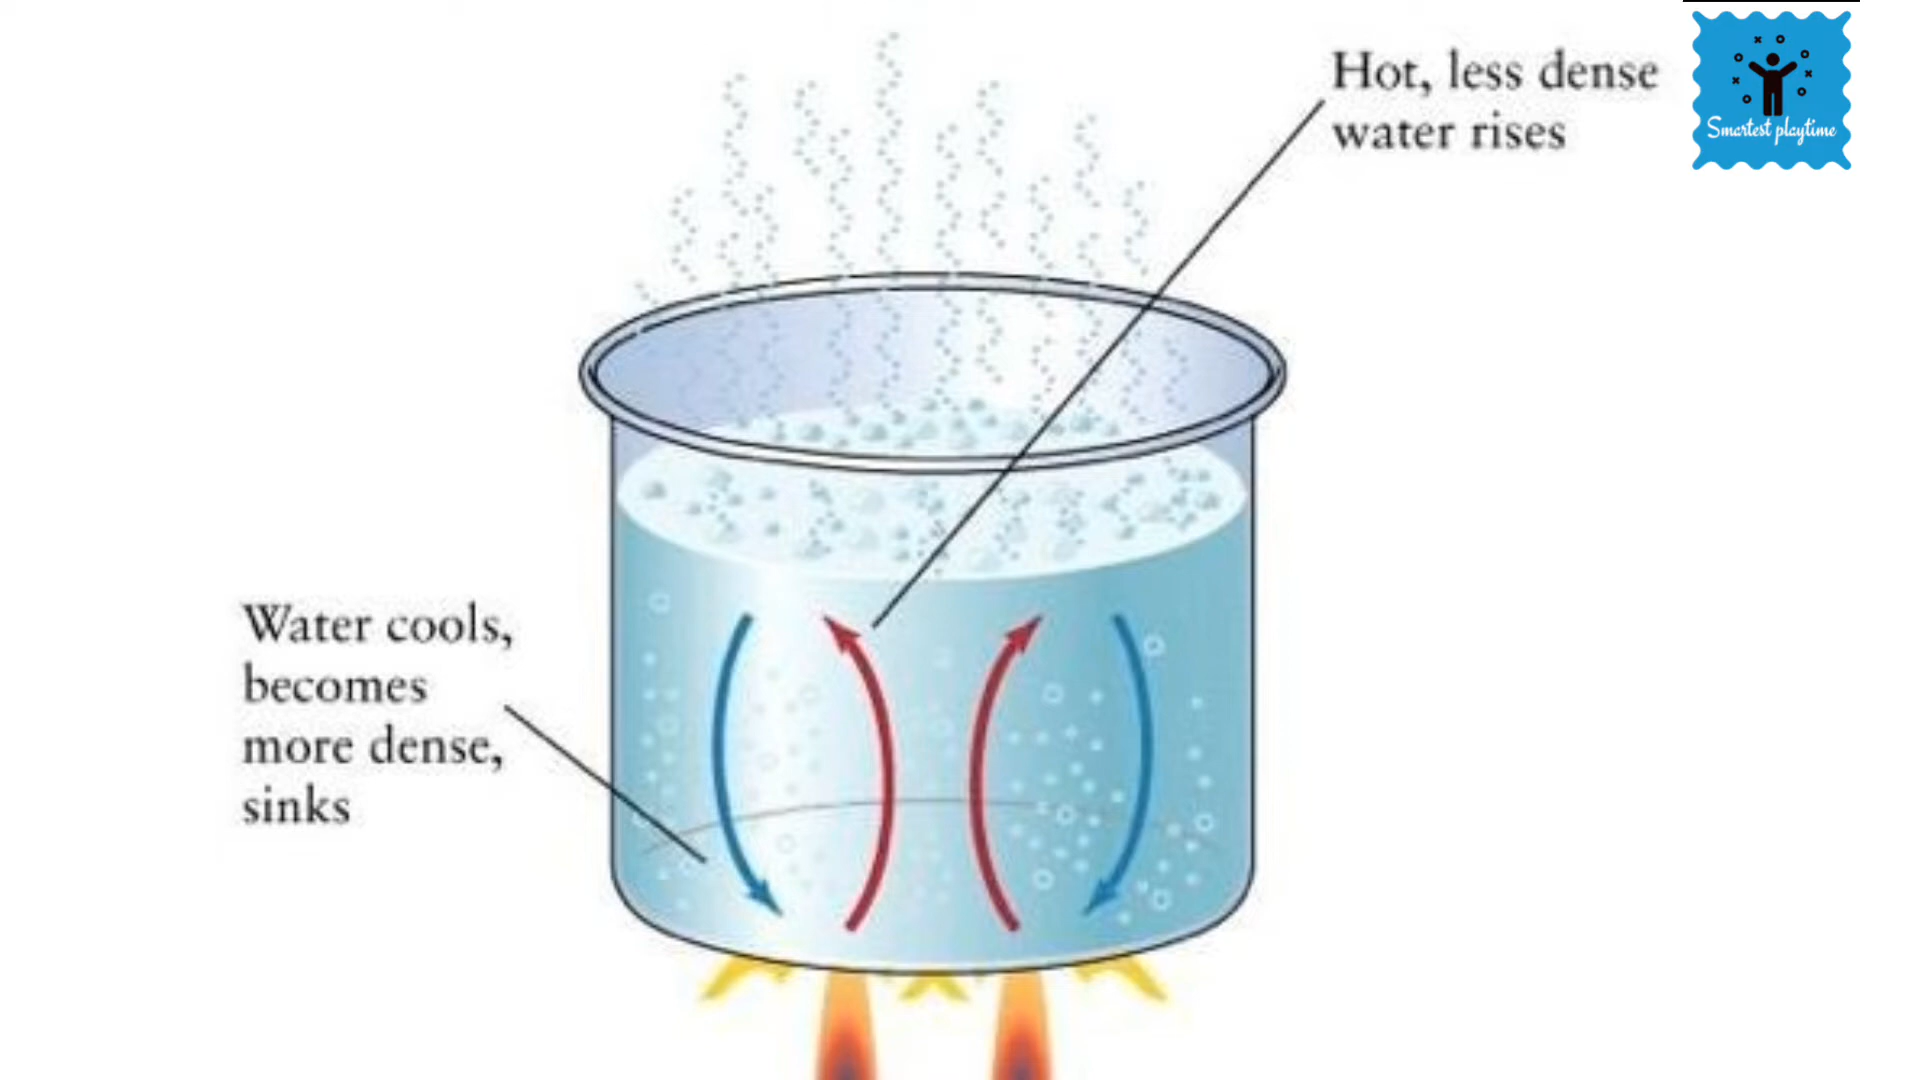 Hot, less dense
water rises
Smartest playtime
Water cools,
becomes
more dense,
sinks